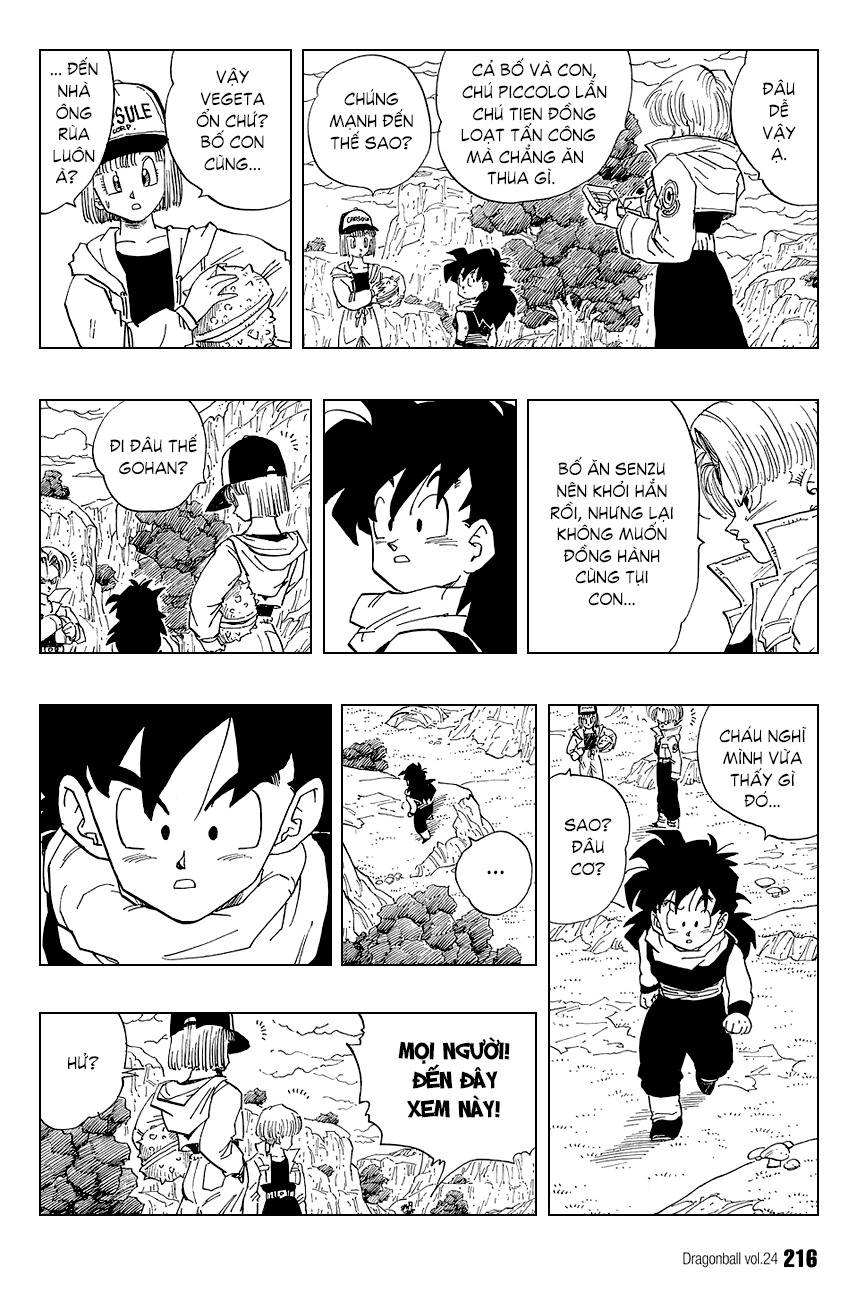 ĐÂU
DỄ
VẬY
Ạ.
CẢ BỐ VÀ CON,
CHÚ PICCOLO LẪN
CHÚ TIEN ĐỒNG
LOẠT TẤN CÔNG
MÀ CHẲNG ĂN
THUA GÌ.
CHÚNG
MẠNH ĐẾN
THẾ SAO?
CAPSULE
VẬY
VEGETA
ỔN CHỨ?
BỐ CON
CŨNG...
... ĐẾN
NHÀ
ÔNG
RÙA
LUÔN
À?
PSULE
CORP.
BỐ ĂN SENZU
NÊN KHỎI HẲN
RỒI, NHƯNG LẠI
KHÔNG MUỐN
ĐỒNG HÀNH
CÙNG TỤI
CON...
ĐI ĐÂU THẾ
GOHAN?
CHÁU NGHĨ
MÌNH VỪA
THẤY GÌ
ĐÓ...
SAO?
ĐÂU
CƠ?
...
MỌI NGƯỜI!
ĐẾN ĐÂY
XEM NÀY!
HỬ?
Dragonball vol.24 216